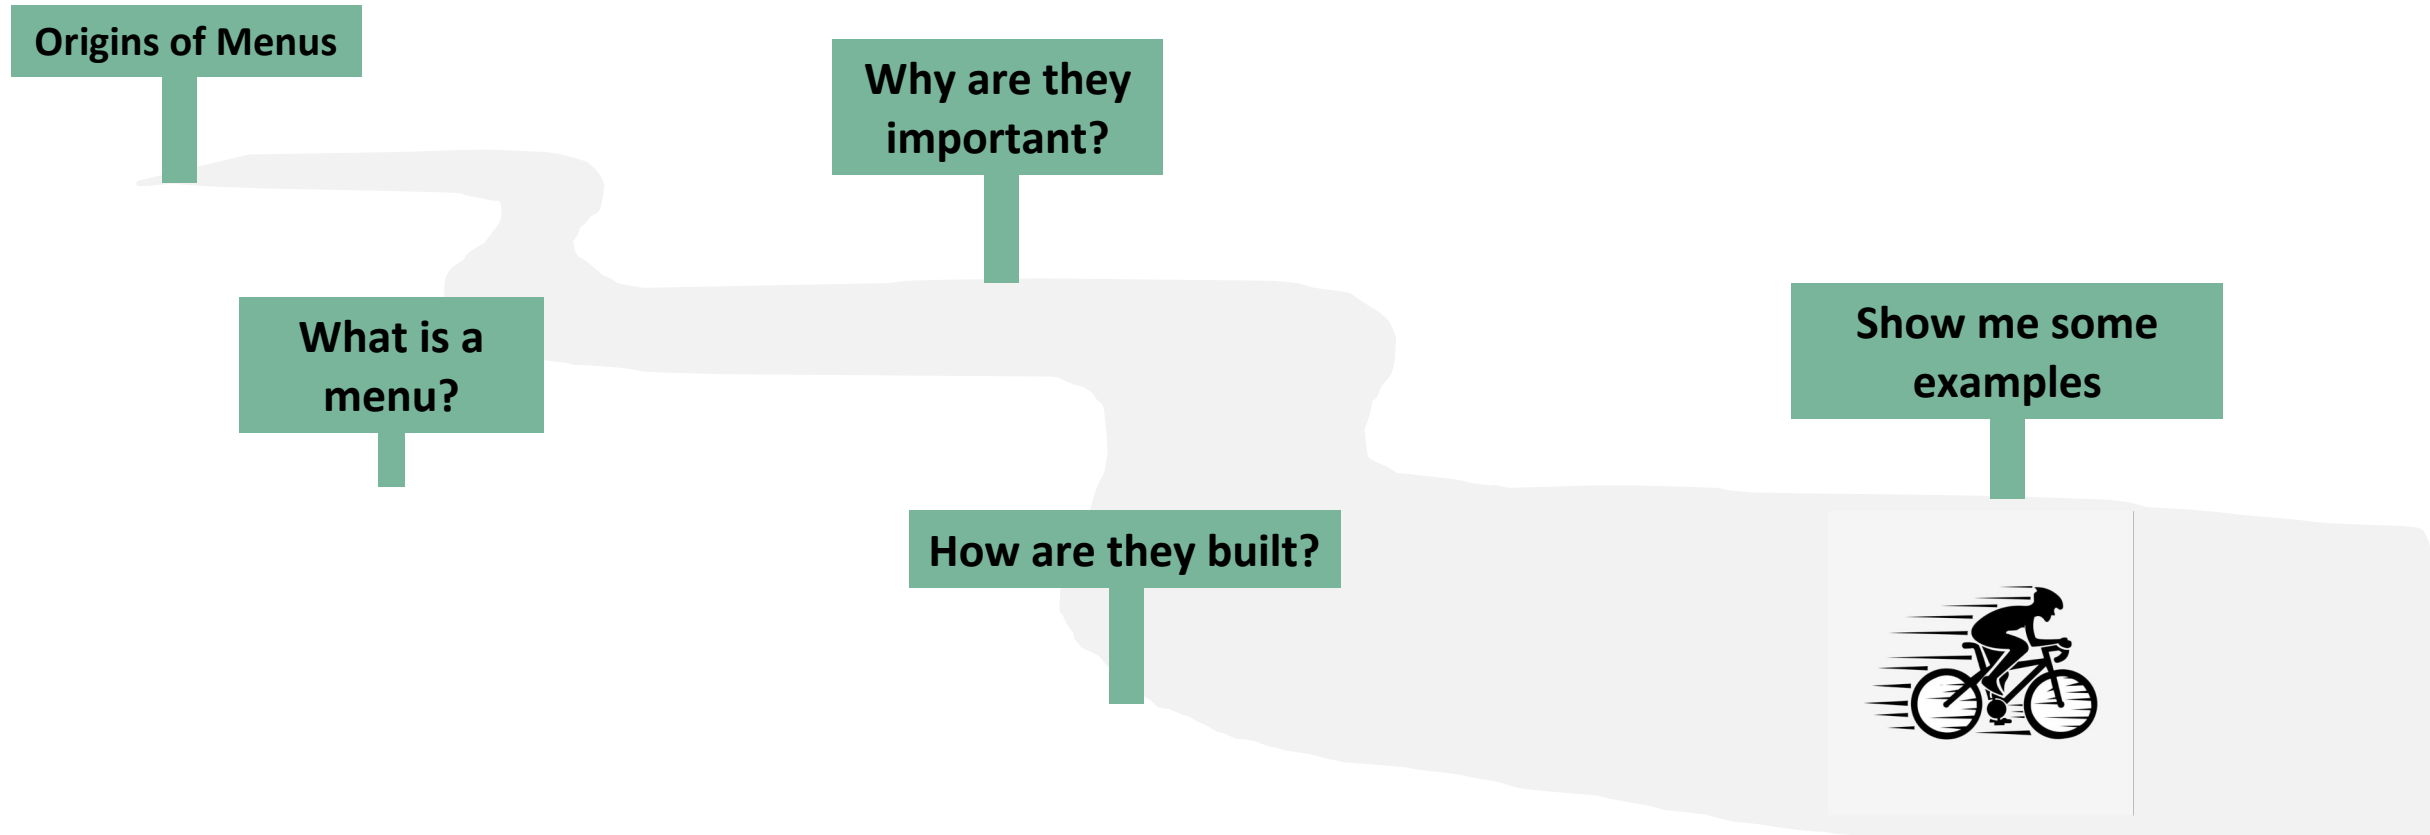 Origins of Menus
What is a
menu?
Why are they
important?
How are they built?
Show me some
examples